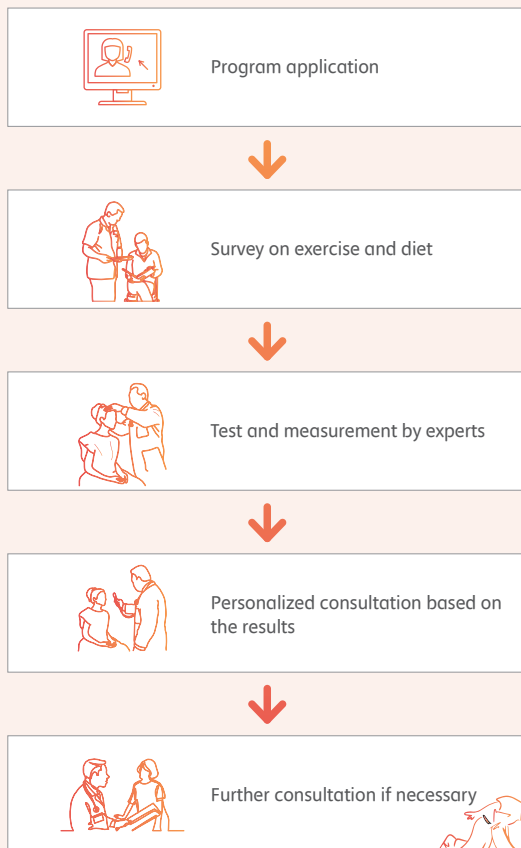 Program application
Survey on exercise and diet
Test and measurement by experts
Personalized consultation based on
the results
Further consultation if necessary